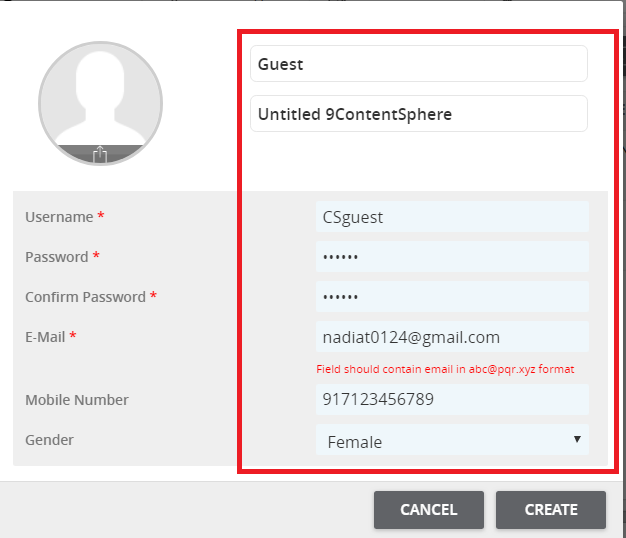 Guest
Untitled 9ContentSphere
Username * CSguest
Password * ••••••
Confirm Password * ••••••
E-Mail * nadiat0124@gmail.com
Field should contain email in abc@pqr.xyz format
Mobile Number 917123456789
Gender Female
CANCEL CREATE